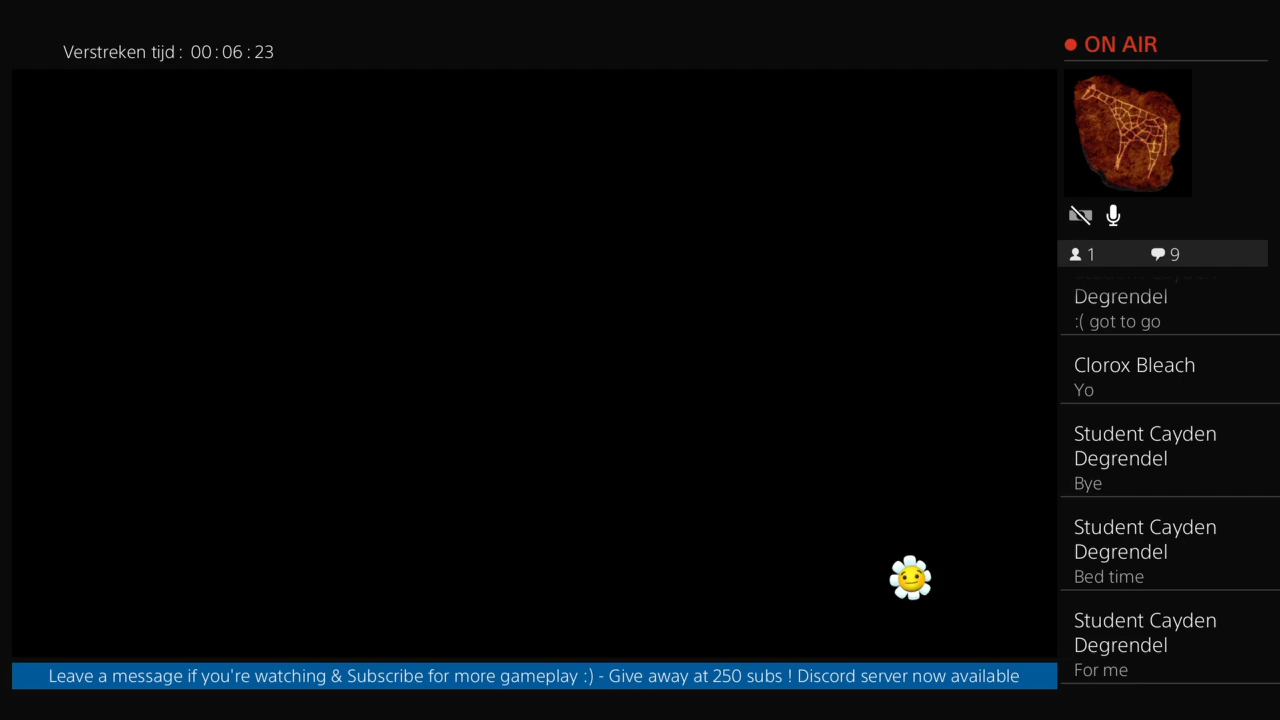 Verstreken tijd : 00 : 06 : 23
ON AIR
1
9
Degrendel
:( got to go
Clorox Bleach
Yo
Student Cayden
Degrendel
Bye
Student Cayden
Degrendel
Bed time
Student Cayden
Degrendel
For me
Leave a message if you're watching & Subscribe for more gameplay :) - Give away at 250 subs ! Discord server now available